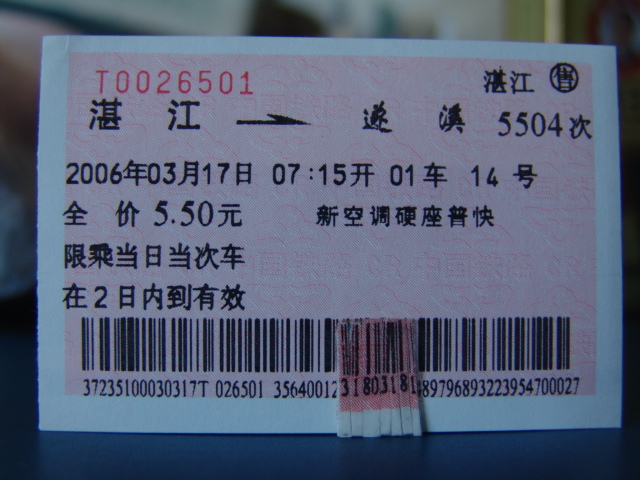 T0026501 湛江 售
湛江 遂溪 5504次
2006年03月17日 07:15开 01车 14号
全价 5.50元 新空调硬座普快
限乘当日当次车
在2日内到有效
37235100030317T 026501 356400123180318189796893223954700027